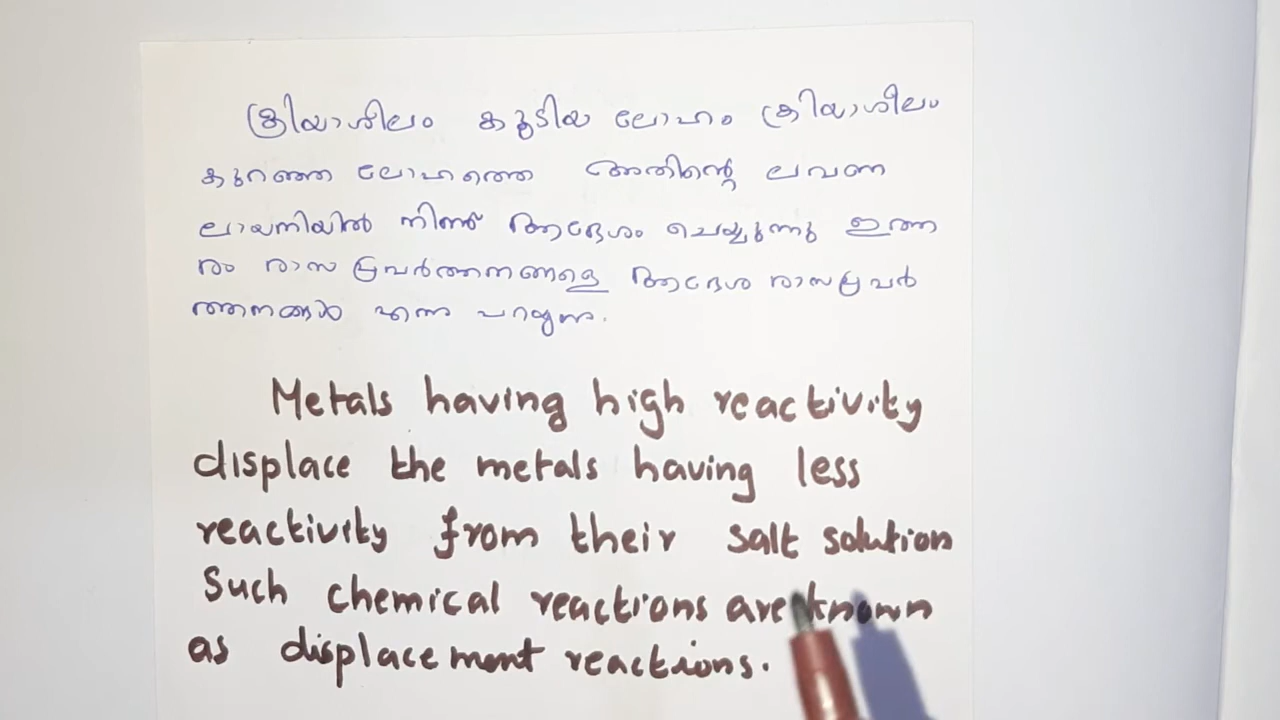 ക്രിയാശീലം കൂടിയ ലോഹം ക്രിയാശീലം
കുറഞ്ഞ ലോഹത്തെ അതിന്റെ ലവണ
ലായനിയിൽ നിന്ന് ആദേശം ചെയ്യുന്നു ഇത്ത
രം രാസ പ്രവർത്തനങ്ങളെ ആദേശ രാസപ്രവർ
ത്തനങ്ങൾ എന്നു പറയുന്നു.
Metals having high reactivity
displace the metals having less
reactivity from their salt solution
Such chemical reactions are known
as displacement reactions.